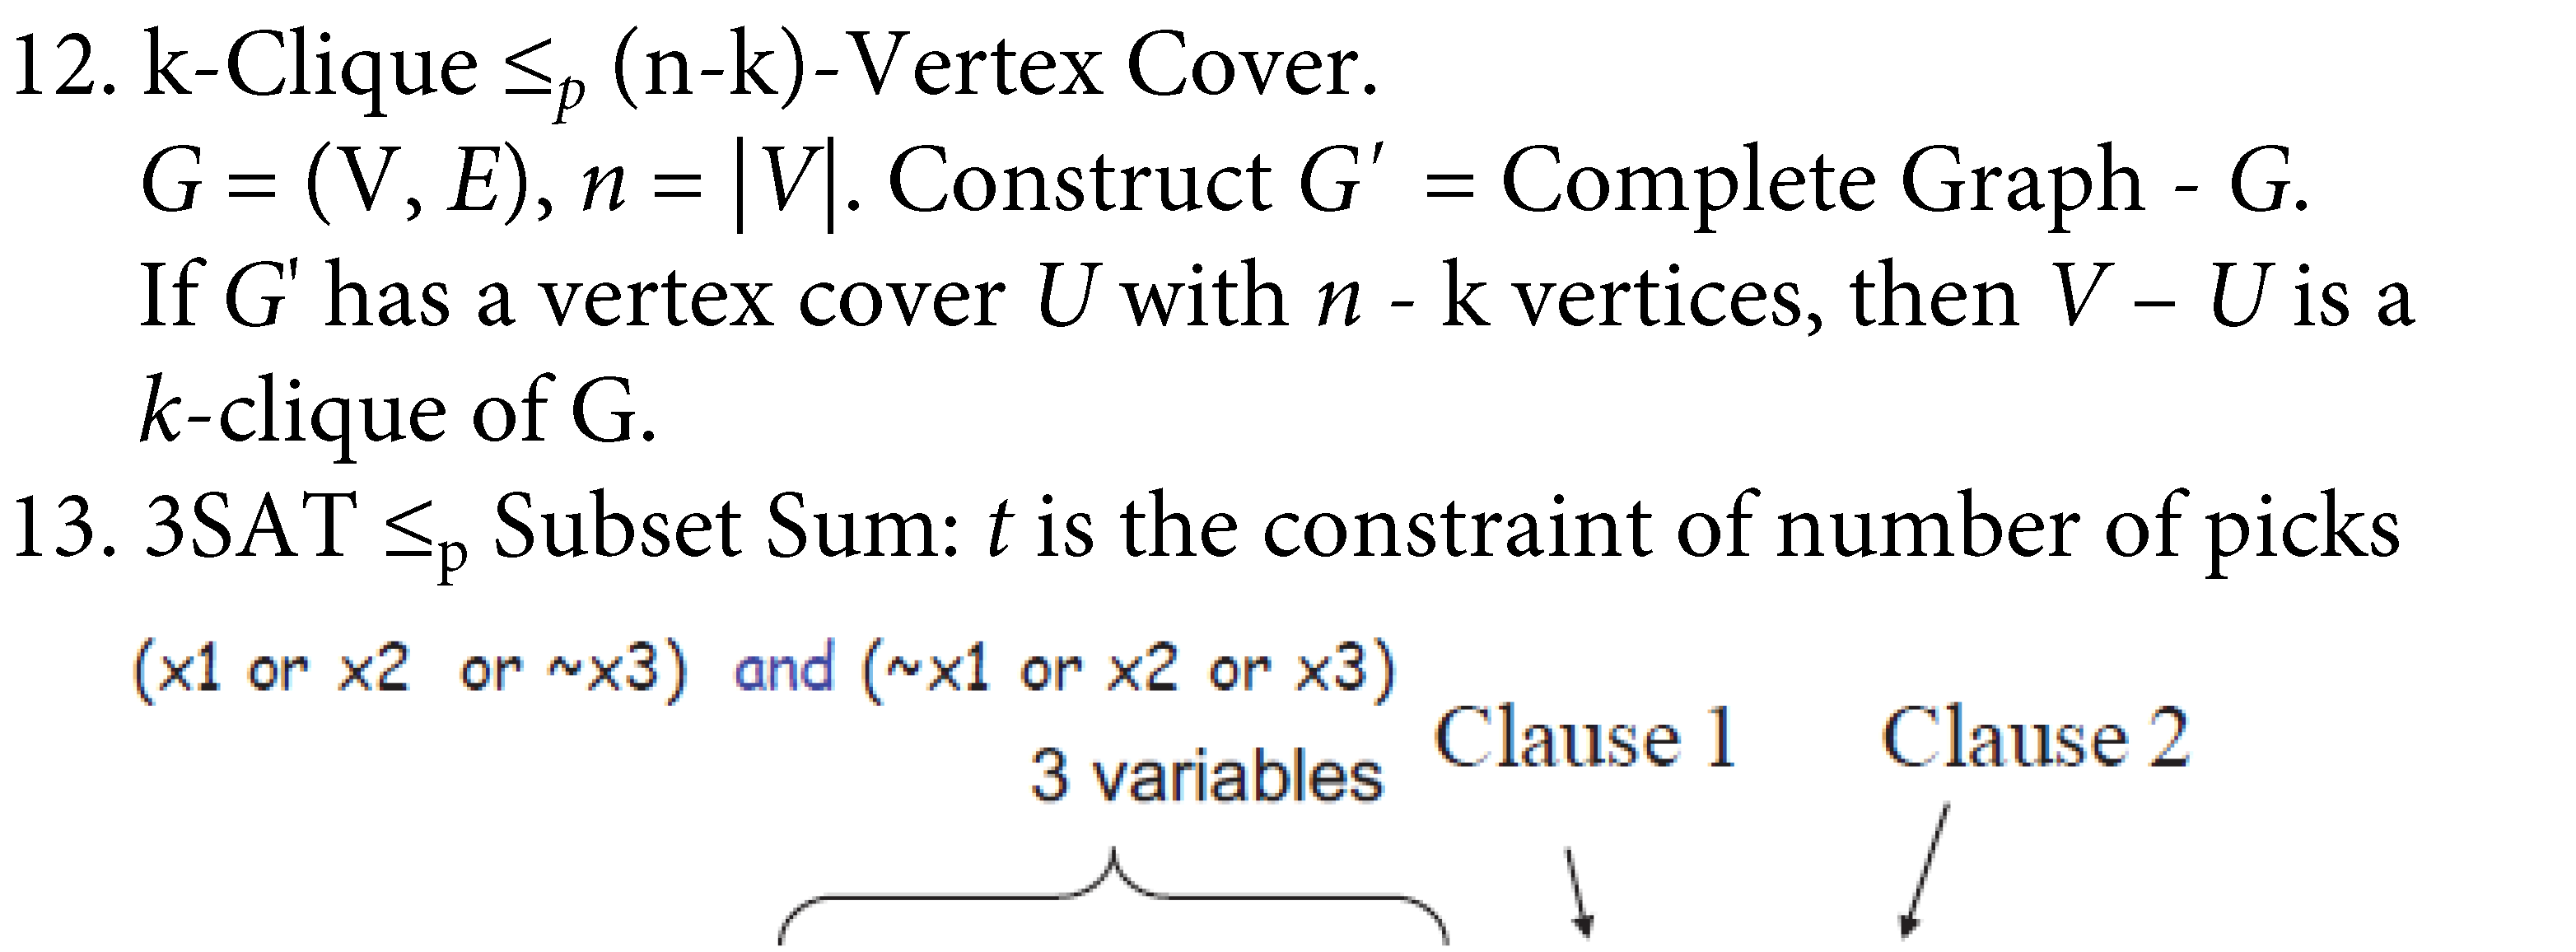 12. k-Clique ≤p (n-k)-Vertex Cover.
G = (V, E), n = |V|. Construct G′ = Complete Graph - G.
If G' has a vertex cover U with n - k vertices, then V – U is a
k-clique of G.
13. 3SAT ≤p Subset Sum: t is the constraint of number of picks
(x1 or x2 or ~x3) and (~x1 or x2 or x3)
3 variables Clause 1 Clause 2